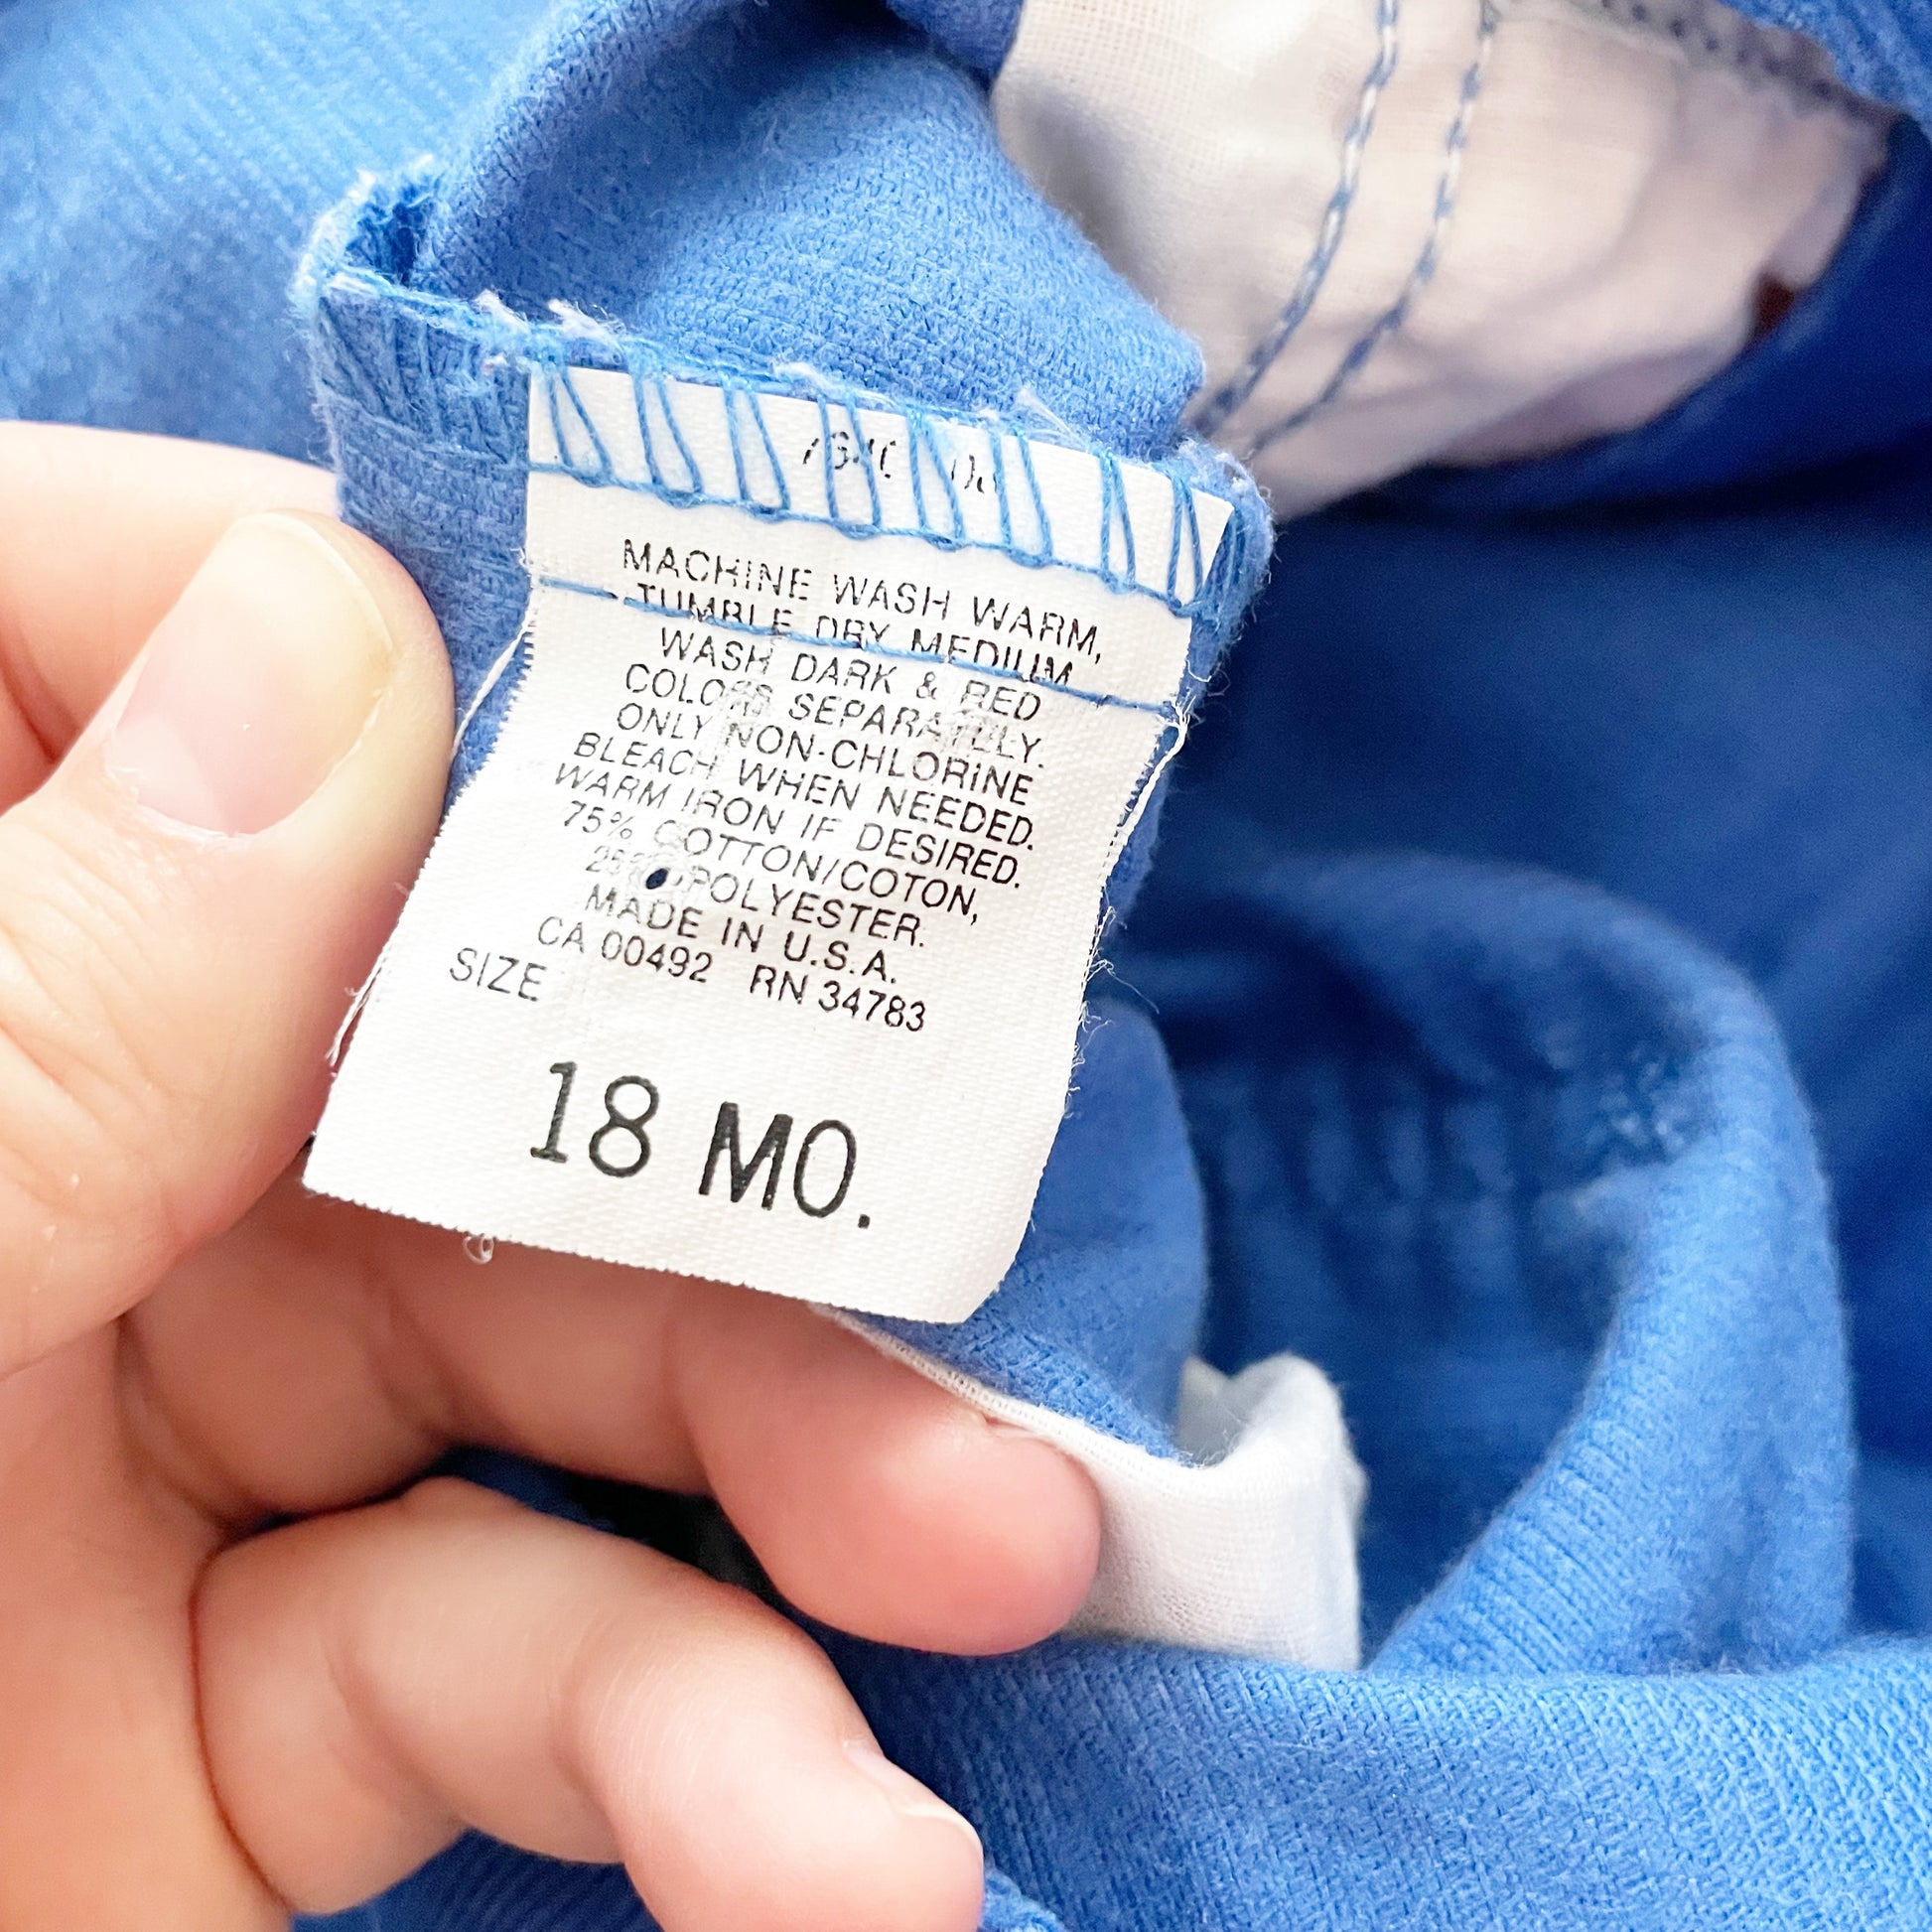 MACHINE WASH WARM,
TUMBLE DRY MEDIUM
WASH DARK & RED
COLORS SEPARATELY.
ONLY NON-CHLORINE
BLEACH WHEN NEEDED.
WARM IRON IF DESIRED.
75% COTTON/COTON,
25% POLYESTER.
MADE IN U.S.A.
CA 00492 RN 34783
SIZE
18 MO.